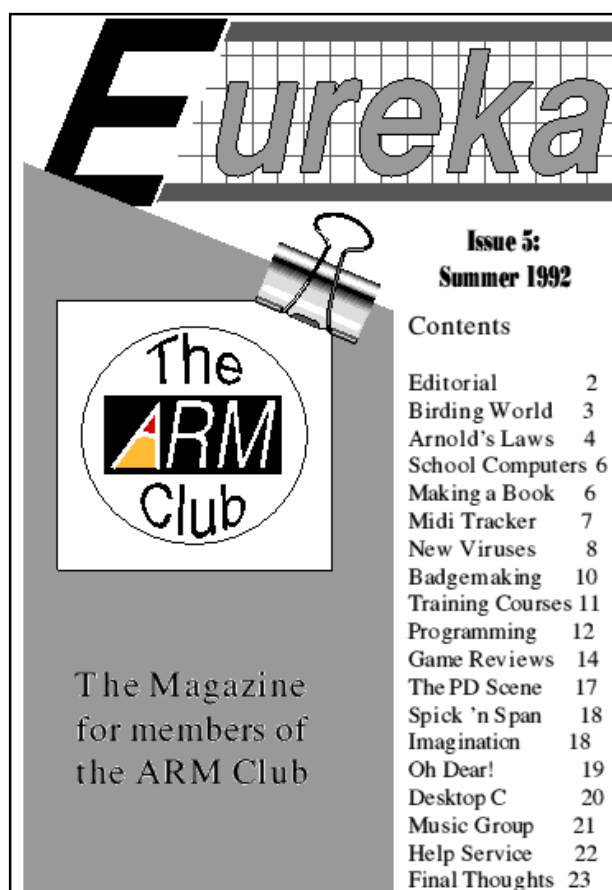 Eureka
Issue 5:
Summer 1992
The
ARM
Club
The Magazine
for members of
the ARM Club
Contents
Editorial 2
Birding World 3
Arnold's Laws 4
School Computers 6
Making a Book 6
Midi Tracker 7
New Viruses 8
Badgemaking 10
Training Courses 11
Programming 12
Game Reviews 14
The PD Scene 17
Spick 'n Span 18
Imagination 18
Oh Dear! 19
Desktop C 20
Music Group 21
Help Service 22
Final Thoughts 23